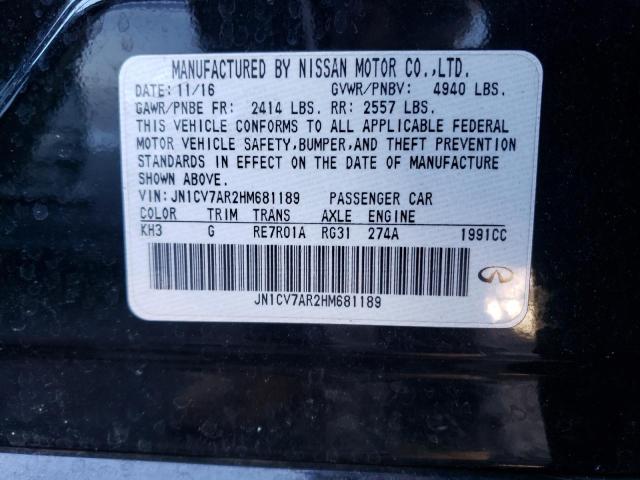 MANUFACTURED BY NISSAN MOTOR CO.,LTD.
DATE: 11/16 GVWR/PNBV: 4940 LBS.
GAWR/PNBE FR: 2414 LBS. RR: 2557 LBS.
THIS VEHICLE CONFORMS TO ALL APPLICABLE FEDERAL
MOTOR VEHICLE SAFETY,BUMPER,AND THEFT PREVENTION
STANDARDS IN EFFECT ON THE DATE OF MANUFACTURE
SHOWN ABOVE.
VIN: JN1CV7AR2HM681189 PASSENGER CAR
COLOR TRIM TRANS AXLE ENGINE
KH3 G RE7R01A RG31 274A 1991CC
JN1CV7AR2HM681189